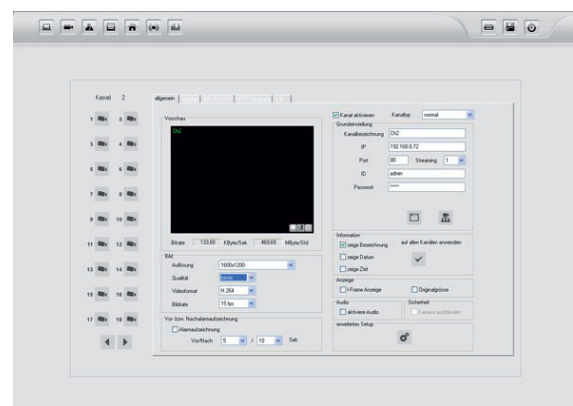 Kanal 2
allgemein
1 2
3 4
5 6
7 8
9 10
11 12
13 14
15 16
17 18
Vorschau
Ch2
Bitrate 133,60 KByte/Sek. 469,69 MByte/Std
Bild
Auflösung 1600x1200
Qualität beste
Videoformat H.264
Bildrate 15 fps
Vor- bzw. Nachalarmaufzeichnung
Alarmaufzeichnung
Vor/Nach 5 / 10 Sek
Kanal aktivieren Kanaltyp normal
Grundeinstellung
Kanalbezeichnung Ch2
IP 192.168.0.72
Port 80 Streaming 1
ID admin
Passwort ****
Information
zeige Bezeichnung auf allen Kanälen anwenden
zeige Datum
zeige Zeit
Anzeige
I-Frame Anzeige Originalgrösse
Audio Sicherheit
aktiviere Audio Kamera ausblenden
erweitertes Setup